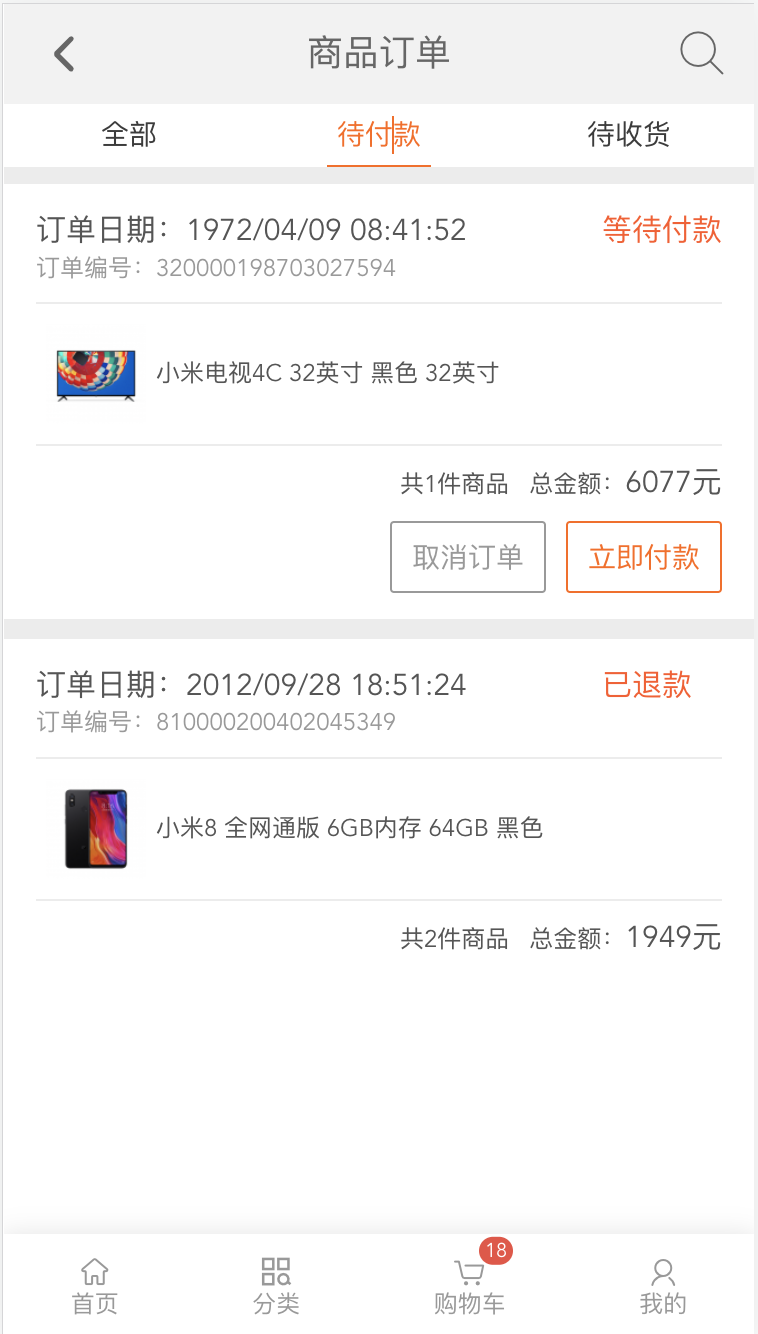 商品订单
全部 待付款 待收货
订单日期：1972/04/09 08:41:52 等待付款
订单编号：320000198703027594
小米电视4C 32英寸 黑色 32英寸
共1件商品 总金额：6077元
取消订单 立即付款
订单日期：2012/09/28 18:51:24 已退款
订单编号：810000200402045349
小米8 全网通版 6GB内存 64GB 黑色
共2件商品 总金额：1949元
18
首页 分类 购物车 我的